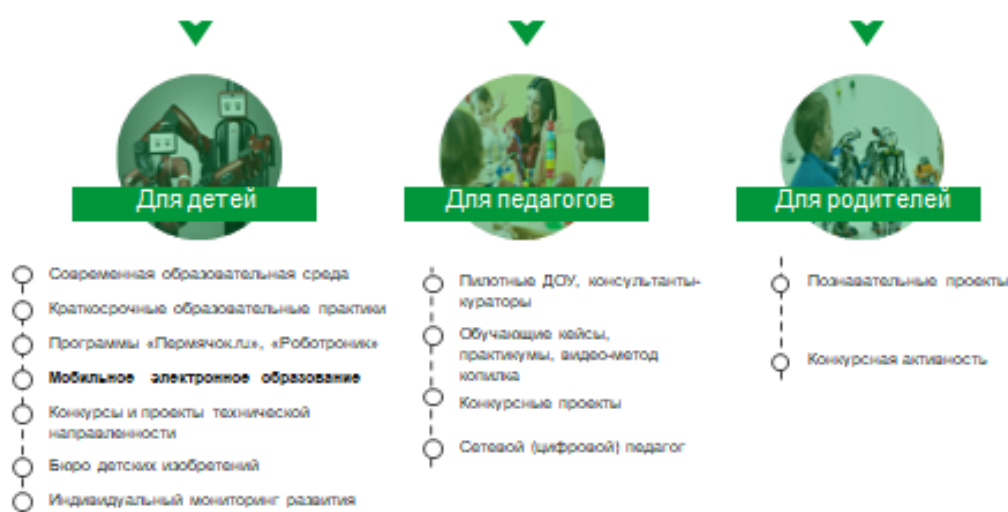 Для детей
Современная образовательная среда
Краткосрочные образовательные практики
Программы «Пермячок.ru», «Роботроник»
Мобильное электронное образование
Конкурсы и проекты технической
направленности
Бюро детских изобретений
Индивидуальный мониторинг развития
Для педагогов
Пилотные ДОУ, консультанты-
кураторы
Обучающие кейсы,
практикумы, видео-метод
копилка
Конкурсные проекты
Сетевой (цифровой) педагог
Для родителей
Познавательные проекты
Конкурсная активность